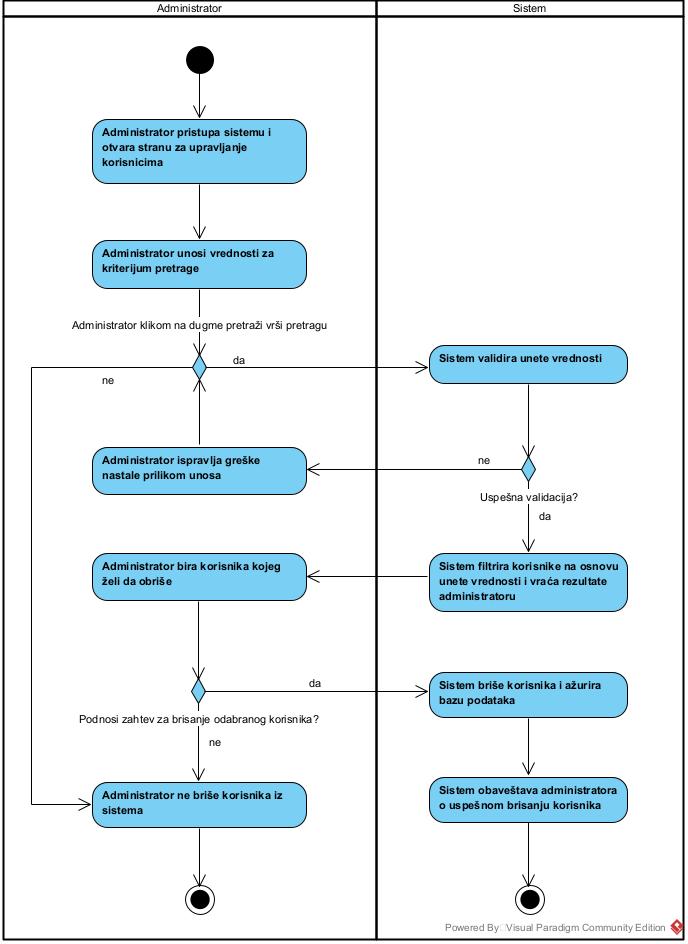 Administrator
Sistem
Administrator pristupa sistemu i
otvara stranu za upravljanje
korisnicima
Administrator unosi vrednosti za
kriterijum pretrage
Administrator klikom na dugme pretraži vrši pretragu
da
ne
Sistem validira unete vrednosti
ne
Administrator ispravlja greške
nastale prilikom unosa
Uspešna validacija?
da
Administrator bira korisnika kojeg
želi da obriše
Sistem filtrira korisnike na osnovu
unete vrednosti i vraća rezultate
administratoru
da
Sistem briše korisnika i ažurira
bazu podataka
Podnosi zahtev za brisanje odabranog korisnika?
ne
Administrator ne briše korisnika iz
sistema
Sistem obaveštava administratora
o uspešnom brisanju korisnika
Powered By Visual Paradigm Community Edition